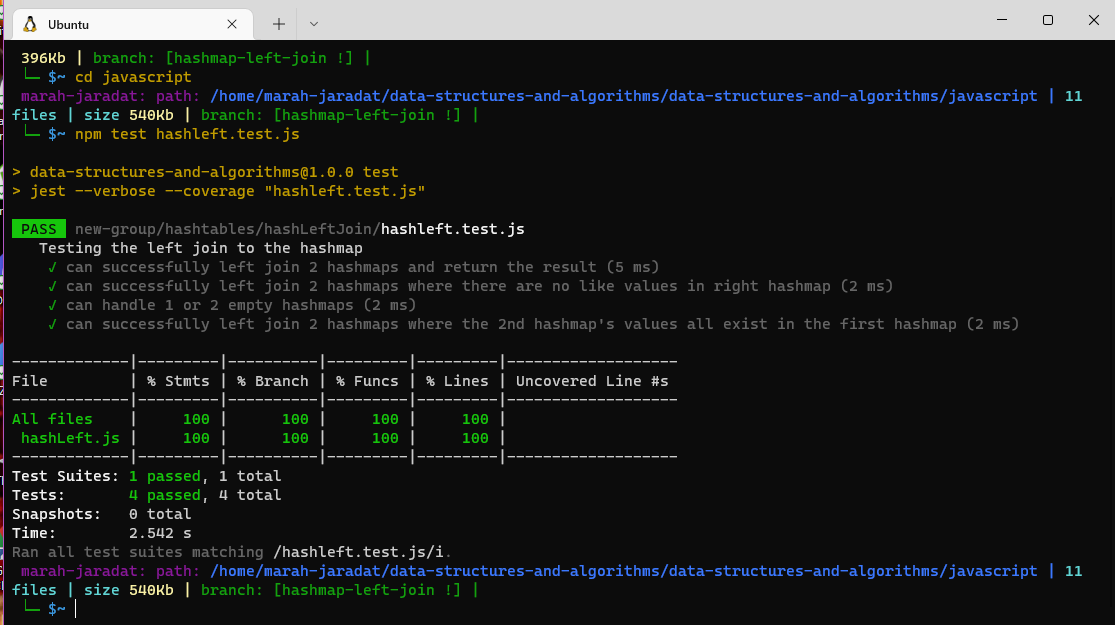 Ubuntu
396Kb | branch: [hashmap-left-join !] |
└─ $~ cd javascript
marah-jaradat: path: /home/marah-jaradat/data-structures-and-algorithms/data-structures-and-algorithms/javascript | 11
files | size 540Kb | branch: [hashmap-left-join !] |
└─ $~ npm test hashleft.test.js
> data-structures-and-algorithms@1.0.0 test
> jest --verbose --coverage "hashleft.test.js"
PASS new-group/hashtables/hashLeftJoin/hashleft.test.js
Testing the left join to the hashmap
√ can successfully left join 2 hashmaps and return the result (5 ms)
√ can successfully left join 2 hashmaps where there are no like values in right hashmap (2 ms)
√ can handle 1 or 2 empty hashmaps (2 ms)
√ can successfully left join 2 hashmaps where the 2nd hashmap's values all exist in the first hashmap (2 ms)
-------------|---------|----------|---------|---------|-------------------
File         | % Stmts | % Branch | % Funcs | % Lines | Uncovered Line #s
-------------|---------|----------|---------|---------|-------------------
All files    |     100 |      100 |     100 |     100 |
 hashLeft.js |     100 |      100 |     100 |     100 |
-------------|---------|----------|---------|---------|-------------------
Test Suites: 1 passed, 1 total
Tests:       4 passed, 4 total
Snapshots:   0 total
Time:        2.542 s
Ran all test suites matching /hashleft.test.js/i.
marah-jaradat: path: /home/marah-jaradat/data-structures-and-algorithms/data-structures-and-algorithms/javascript | 11
files | size 540Kb | branch: [hashmap-left-join !] |
└─ $~